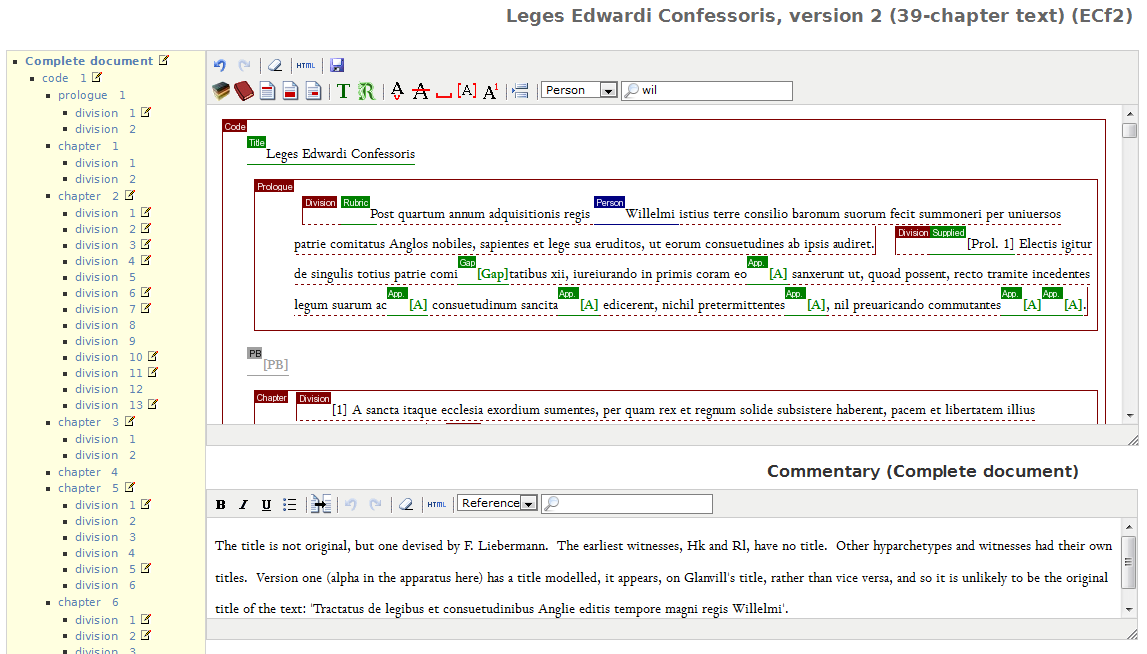 Leges Edwardi Confessoris, version 2 (39-chapter text) (ECf2)
Complete document
code 1
prologue 1
division 1
division 2
chapter 1
division 1
division 2
chapter 2
division 1
division 2
division 3
division 4
division 5
division 6
division 7
division 8
division 9
division 10
division 11
division 12
division 13
chapter 3
division 1
division 2
chapter 4
chapter 5
division 1
division 2
division 3
division 4
division 5
division 6
chapter 6
division 1
division 2
division 3
HTML
T R A A [A] A1 Person wil
Code
Title
Leges Edwardi Confessoris
Prologue
Division Rubric Person
Post quartum annum adquisitionis regis Willelmi istius terre consilio baronum suorum fecit summoneri per uniuersos
Division Supplied
patrie comitatus Anglos nobiles, sapientes et lege sua eruditos, ut eorum consuetudines ab ipsis audiret. [Prol. 1] Electis igitur
Gap App.
de singulis totius patrie comi[Gap]tatibus xii, iureiurando in primis coram eo [A] sanxerunt ut, quoad possent, recto tramite incedentes
App. App. App. App. App.
legum suarum ac [A] consuetudinum sancita [A] edicerent, nichil pretermittentes [A], nil preuaricando commutantes [A] [A].
PB
[PB]
Chapter Division
[1] A sancta itaque ecclesia exordium sumentes, per quam rex et regnum solide subsistere haberent, pacem et libertatem illius
Commentary (Complete document)
B I U HTML Reference
The title is not original, but one devised by F. Liebermann. The earliest witnesses, Hk and Rl, have no title. Other hyparchetypes and witnesses had their own
titles. Version one (alpha in the apparatus here) has a title modelled, it appears, on Glanvill's title, rather than vice versa, and so it is unlikely to be the original
title of the text: 'Tractatus de legibus et consuetudinibus Anglie editis tempore magni regis Willelmi'.